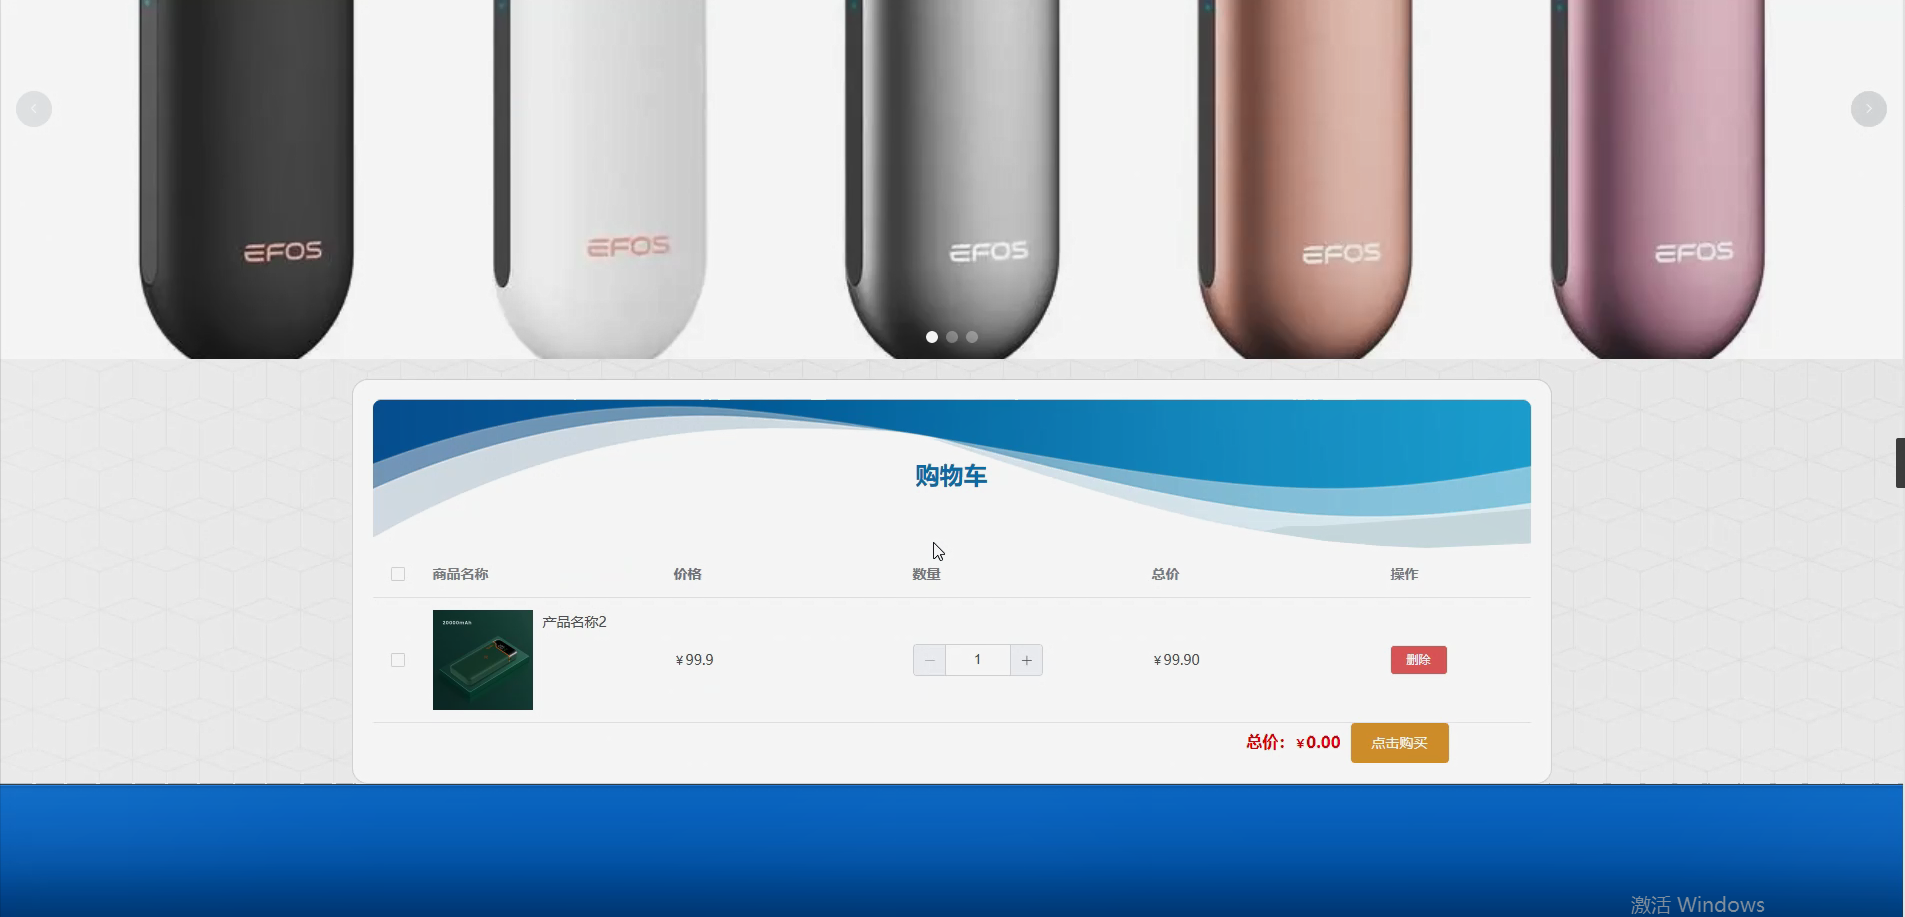 EFOS EFOS EFOS EFOS EFOS
购物车
商品名称 价格 数量 总价 操作
20000mAh
产品名称2
¥99.9 1 ¥99.90 删除
总价：¥0.00 点击购买
激活 Windows